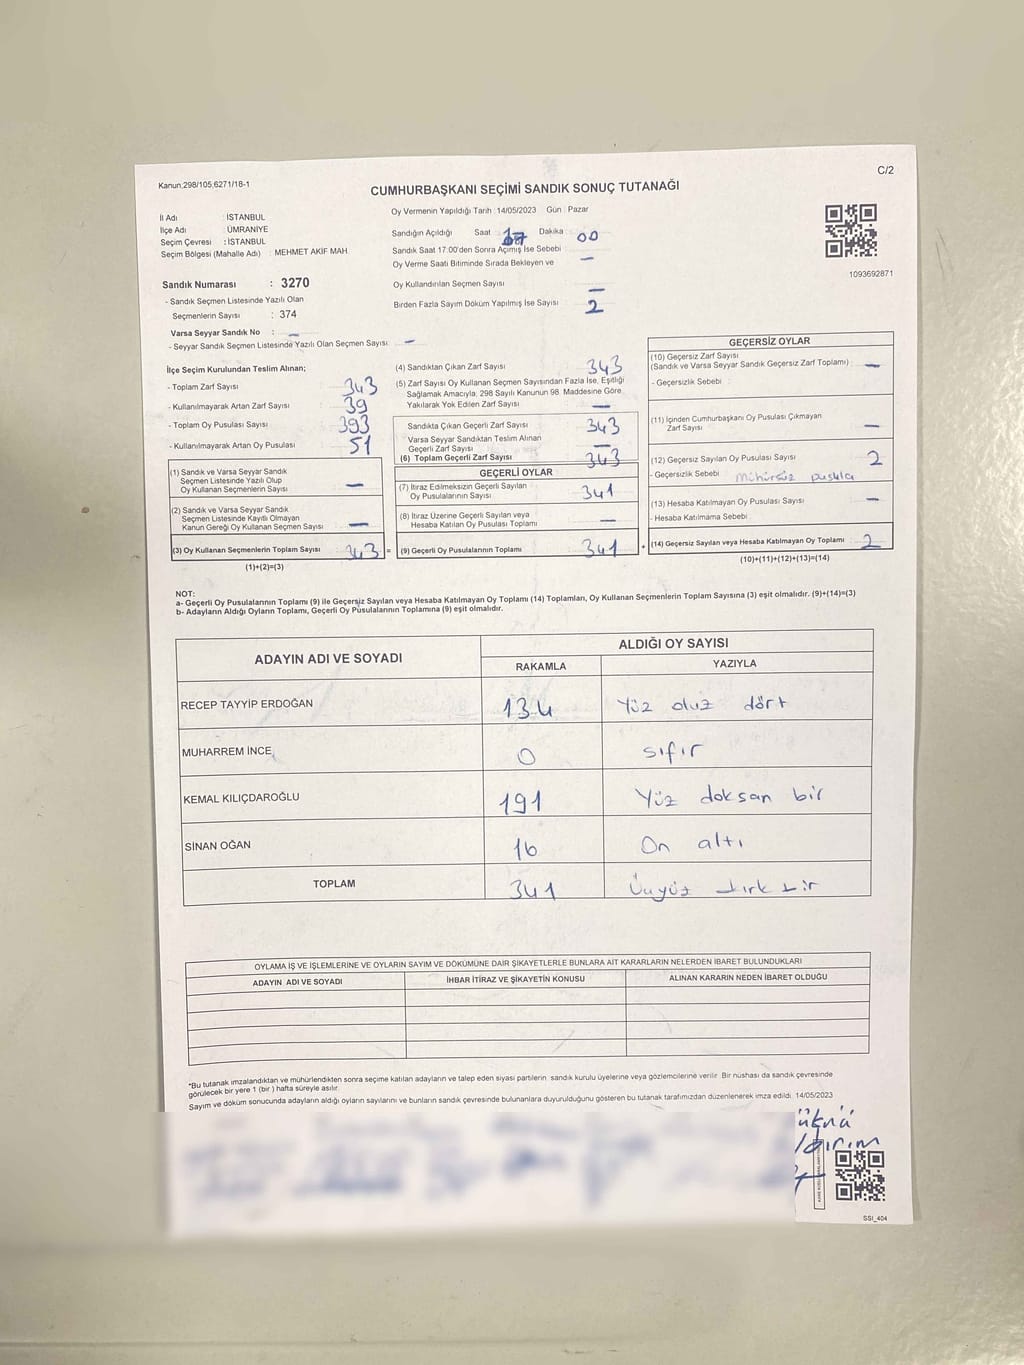 Kanun,298/105,6271/18-1
C/2
CUMHURBAŞKANI SEÇİMİ SANDIK SONUÇ TUTANAĞI
İl Adı : İSTANBUL
İlçe Adı : ÜMRANİYE
Seçim Çevresi : İSTANBUL
Seçim Bölgesi (Mahalle Adı) : MEHMET AKİF MAH.
Sandık Numarası : 3270
- Sandık Seçmen Listesinde Yazılı Olan
Seçmenlerin Sayısı : 374
Varsa Seyyar Sandık No : –
- Seyyar Sandık Seçmen Listesinde Yazılı Olan Seçmen Sayısı : –
Oy Vermenin Yapıldığı Tarih :14/05/2023 Gün : Pazar
Sandığın Açıldığı Saat : 17 Dakika : 00
Sandık Saat 17:00'den Sonra Açılmış İse Sebebi :
Oy Verme Saati Bitiminde Sırada Bekleyen ve –
Oy Kullandırılan Seçmen Sayısı : –
Birden Fazla Sayım Döküm Yapılmış İse Sayısı : 2
1093692871
İlçe Seçim Kurulundan Teslim Alınan;
- Toplam Zarf Sayısı : 343
- Kullanılmayarak Artan Zarf Sayısı : 39
- Toplam Oy Pusulası Sayısı : 393
- Kullanılmayarak Artan Oy Pusulası : 51
(1) Sandık ve Varsa Seyyar Sandık
Seçmen Listesinde Yazılı Olup
Oy Kullanan Seçmenlerin Sayısı : –
(2) Sandık ve Varsa Seyyar Sandık
Seçmen Listesinde Kayıtlı Olmayan
Kanun Gereği Oy Kullanan Seçmen Sayısı : –
(3) Oy Kullanan Seçmenlerin Toplam Sayısı : 343 =
(1)+(2)=(3)
(4) Sandıktan Çıkan Zarf Sayısı : 343
(5) Zarf Sayısı Oy Kullanan Seçmen Sayısından Fazla İse, Eşitliği
Sağlamak Amacıyla; 298 Sayılı Kanunun 98. Maddesine Göre
Yakılarak Yok Edilen Zarf Sayısı : –
Sandıkta Çıkan Geçerli Zarf Sayısı : 343
Varsa Seyyar Sandıktan Teslim Alınan
Geçerli Zarf Sayısı : –
(6) Toplam Geçerli Zarf Sayısı : 343
GEÇERLİ OYLAR
(7) İtiraz Edilmeksizin Geçerli Sayılan
Oy Pusulalarının Sayısı : 341
(8) İtiraz Üzerine Geçerli Sayılan veya
Hesaba Katılan Oy Pusulası Toplamı : –
(9) Geçerli Oy Pusulalarının Toplamı : 341 +
GEÇERSİZ OYLAR
(10) Geçersiz Zarf Sayısı
(Sandık ve Varsa Seyyar Sandık Geçersiz Zarf Toplamı) : –
- Geçersizlik Sebebi :
(11) İçinden Cumhurbaşkanı Oy Pusulası Çıkmayan
Zarf Sayısı : –
(12) Geçersiz Sayılan Oy Pusulası Sayısı : 2
- Geçersizlik Sebebi : mühürsüz pusula
(13) Hesaba Katılmayan Oy Pusulası Sayısı : –
- Hesaba Katılmama Sebebi :
(14) Geçersiz Sayılan veya Hesaba Katılmayan Oy Toplamı : 2
(10)+(11)+(12)+(13)=(14)
NOT:
a- Geçerli Oy Pusulalarının Toplamı (9) ile Geçersiz Sayılan veya Hesaba Katılmayan Oy Toplamı (14) Toplamları, Oy Kullanan Seçmenlerin Toplam Sayısına (3) eşit olmalıdır. (9)+(14)=(3)
b- Adayların Aldığı Oyların Toplamı, Geçerli Oy Pusulalarının Toplamına (9) eşit olmalıdır.
ADAYIN ADI VE SOYADI
ALDIĞI OY SAYISI
RAKAMLA YAZIYLA
RECEP TAYYİP ERDOĞAN 134 Yüz otuz dört
MUHARREM İNCE 0 sıfır
KEMAL KILIÇDAROĞLU 191 Yüz doksan bir
SİNAN OĞAN 16 On altı
TOPLAM 341 Üçyüz kırk bir
OYLAMA İŞ VE İŞLEMLERİNE VE OYLARIN SAYIM VE DÖKÜMÜNE DAİR ŞİKAYETLERLE BUNLARA AİT KARARLARIN NELERDEN İBARET BULUNDUKLARI
ADAYIN ADI VE SOYADI İHBAR İTİRAZ VE ŞİKAYETİN KONUSU ALINAN KARARIN NEDEN İBARET OLDUĞU
*Bu tutanak imzalandıktan ve mühürlendikten sonra seçime katılan adayların ve talep eden siyasi partilerin sandık kurulu üyelerine veya gözlemcilerine verilir. Bir nüshası da sandık çevresinde
görülecek bir yere 1 (bir) hafta süreyle asılır.
Sayım ve döküm sonucunda adayların aldığı oyların sayılarını ve bunların sandık çevresinde bulunanlara duyurulduğunu gösteren bu tutanak tarafımızdan düzenlenerek imza edildi. 14/05/2023
SSI_404